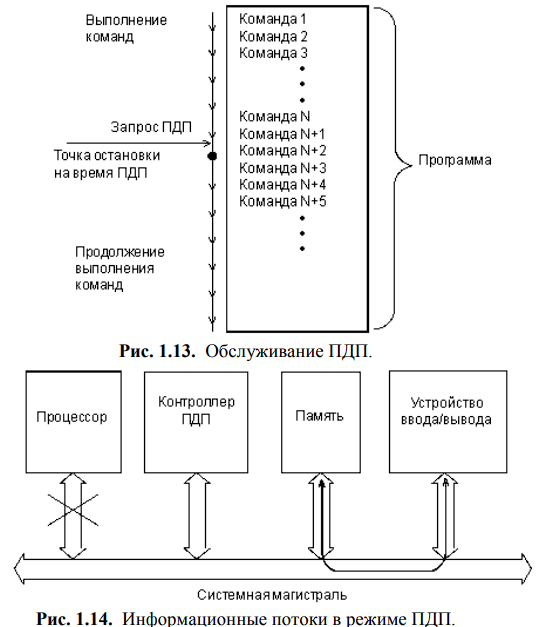 Выполнение
команд
Команда 1
Команда 2
Команда 3
Запрос ПДП
Точка остановки
на время ПДП
Команда N
Команда N+1
Команда N+2
Команда N+3
Команда N+4
Команда N+5
Программа
Продолжение
выполнения
команд
Рис. 1.13. Обслуживание ПДП.
Процессор
Контроллер
ПДП
Память
Устройство
ввода/вывода
Системная магистраль
Рис. 1.14. Информационные потоки в режиме ПДП.